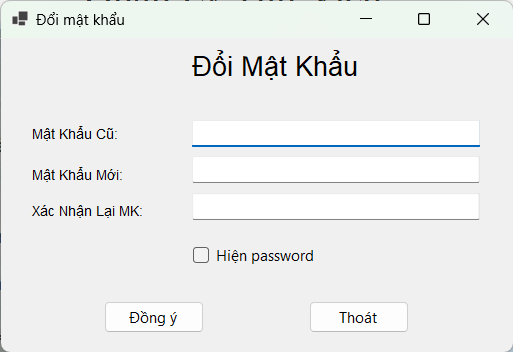 Đổi mật khẩu
Đổi Mật Khẩu
Mật Khẩu Cũ:
Mật Khẩu Mới:
Xác Nhận Lại MK:
Hiện password
Đồng ý
Thoát